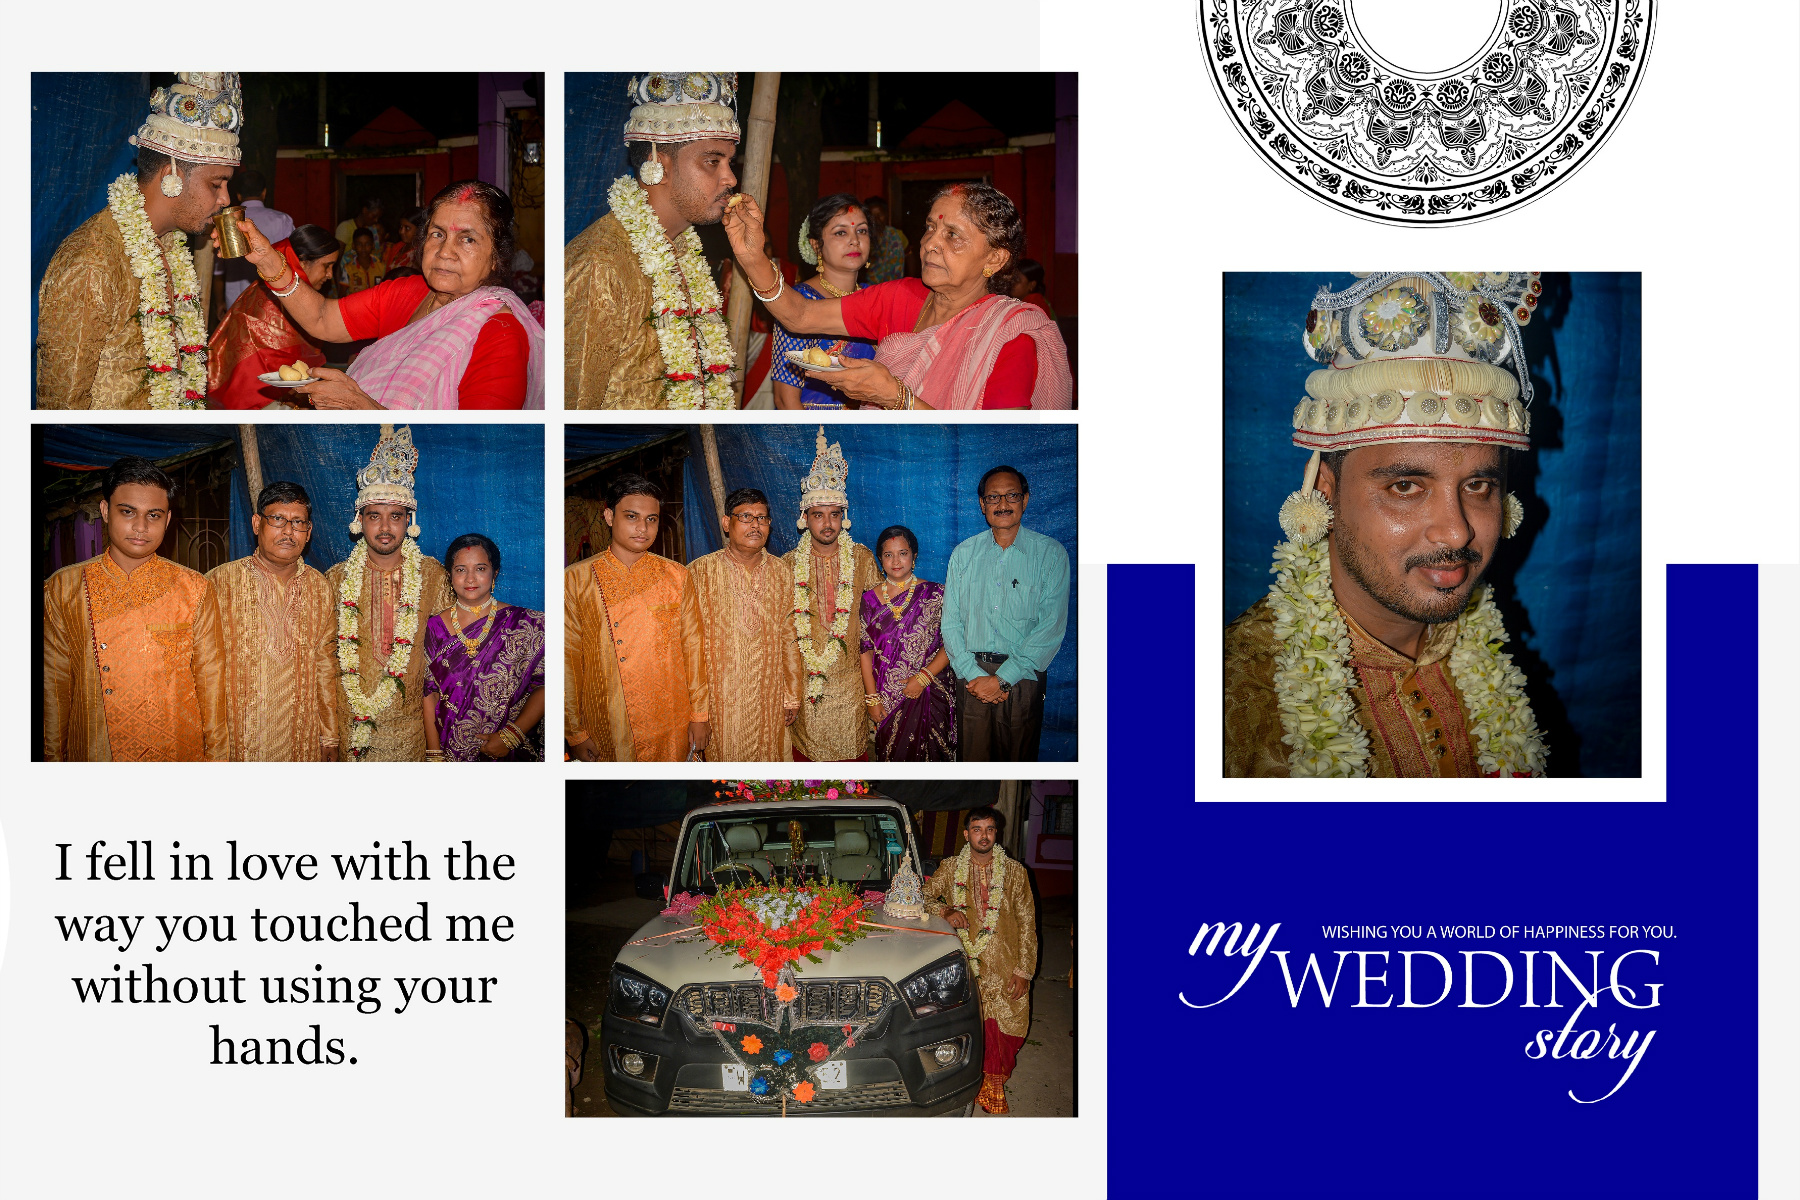 I fell in love with the
way you touched me
without using your
hands.
my
WISHING YOU A WORLD OF HAPPINESS FOR YOU.
WEDDING
story